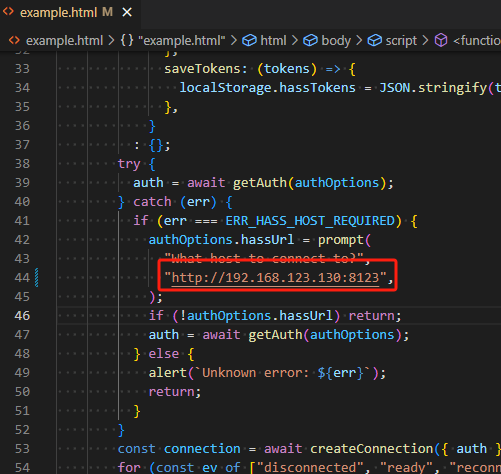 example.html M
example.html > {} "example.html" > html > body > script > <functio
32 },
33 saveTokens: (tokens) => {
34 localStorage.hassTokens = JSON.stringify(t
35 },
36 }
37 : {};
38 try {
39 auth = await getAuth(authOptions);
40 } catch (err) {
41 if (err === ERR_HASS_HOST_REQUIRED) {
42 authOptions.hassUrl = prompt(
43 "What host to connect to?",
44 "http://192.168.123.130:8123",
45 );
46 if (!authOptions.hassUrl) return;
47 auth = await getAuth(authOptions);
48 } else {
49 alert(`Unknown error: ${err}`);
50 return;
51 }
52 }
53 const connection = await createConnection({ auth }
54 for (const ev of ["disconnected", "ready", "reconn